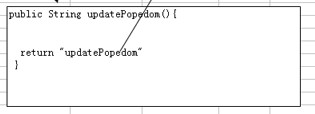 public String updatePopedom(){
return "updatePopedom"
}